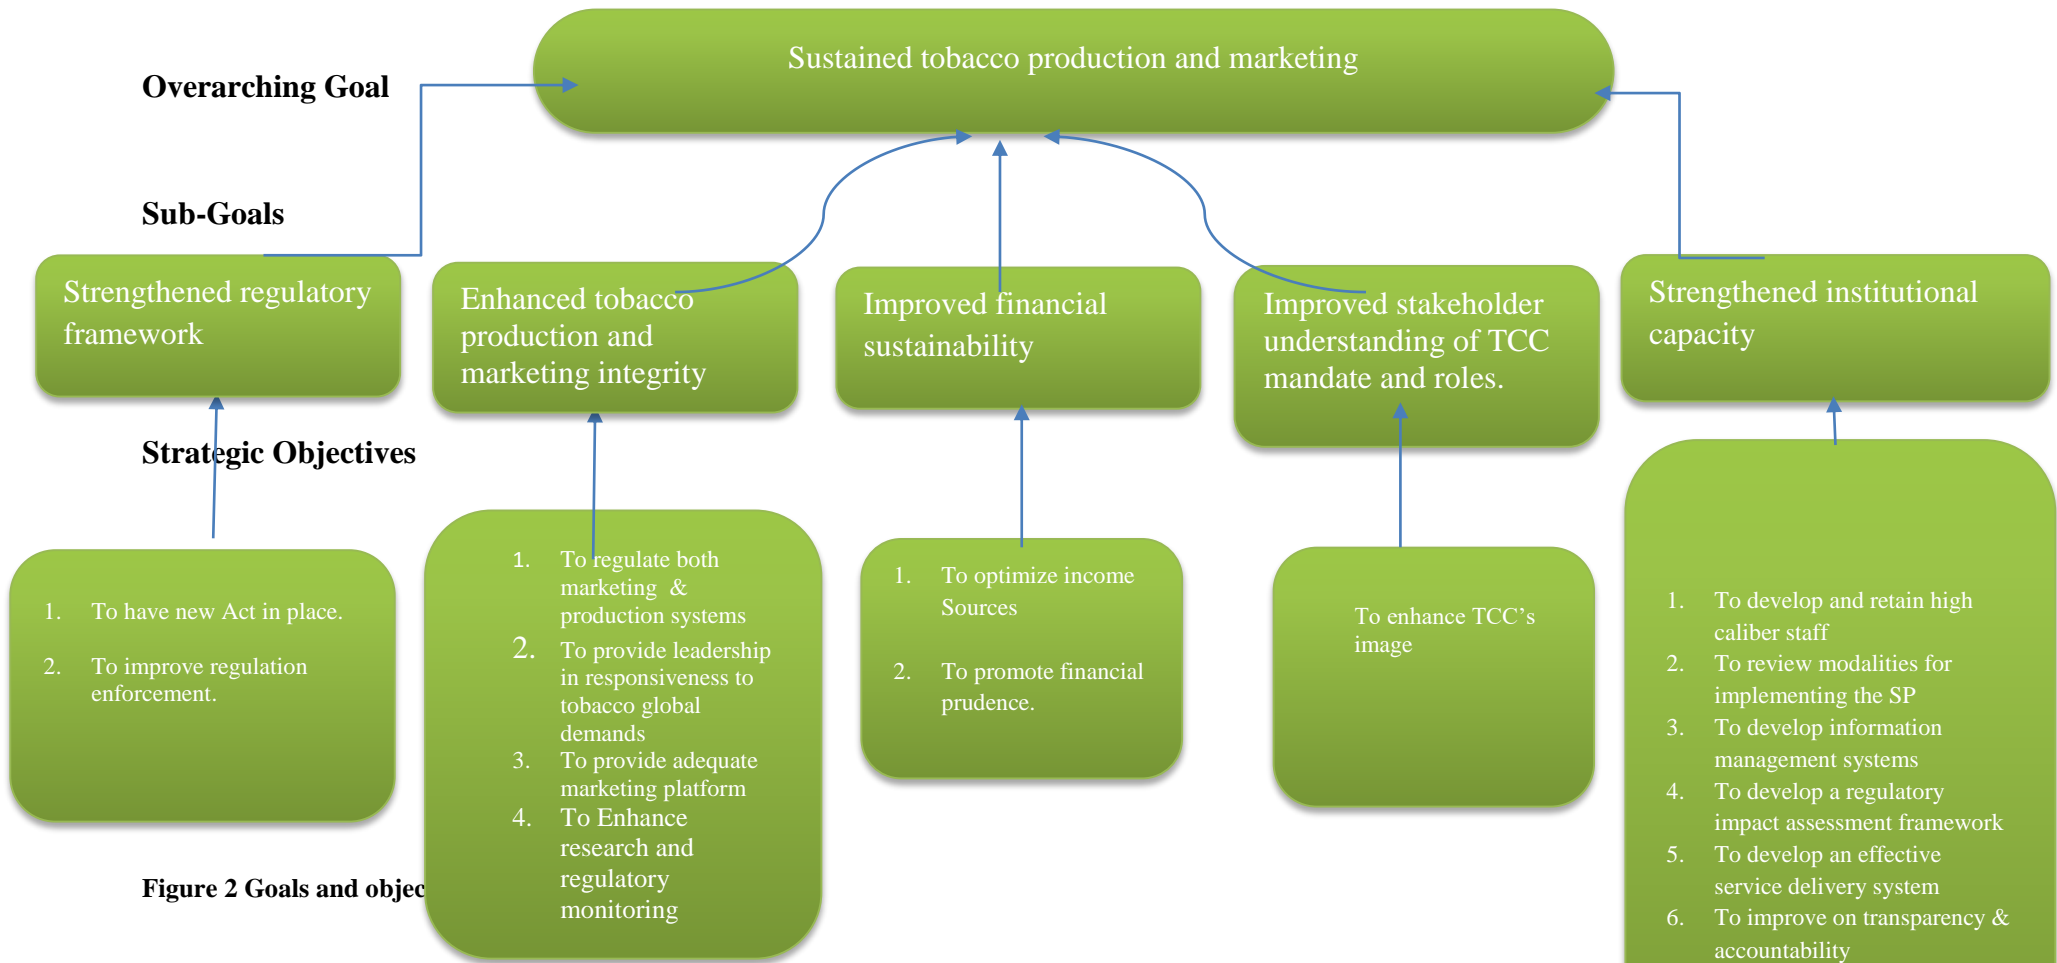 Sustained tobacco production and marketing
Overarching Goal
Sub-Goals
Strengthened regulatory
framework
Enhanced tobacco
production and
marketing integrity
Improved financial
sustainability
Improved stakeholder
understanding of TCC
mandate and roles.
Strengthened institutional
capacity
Strategic Objectives
1. To have new Act in place.
2. To improve regulation
enforcement.
1. To regulate both
marketing &
production systems
2. To provide leadership
in responsiveness to
tobacco global
demands
3. To provide adequate
marketing platform
4. To Enhance
research and
regulatory
monitoring
1. To optimize income
Sources
2. To promote financial
prudence.
To enhance TCC’s
image
1. To develop and retain high
caliber staff
2. To review modalities for
implementing the SP
3. To develop information
management systems
4. To develop a regulatory
impact assessment framework
5. To develop an effective
service delivery system
6. To improve on transparency &
accountability
Figure 2 Goals and objec